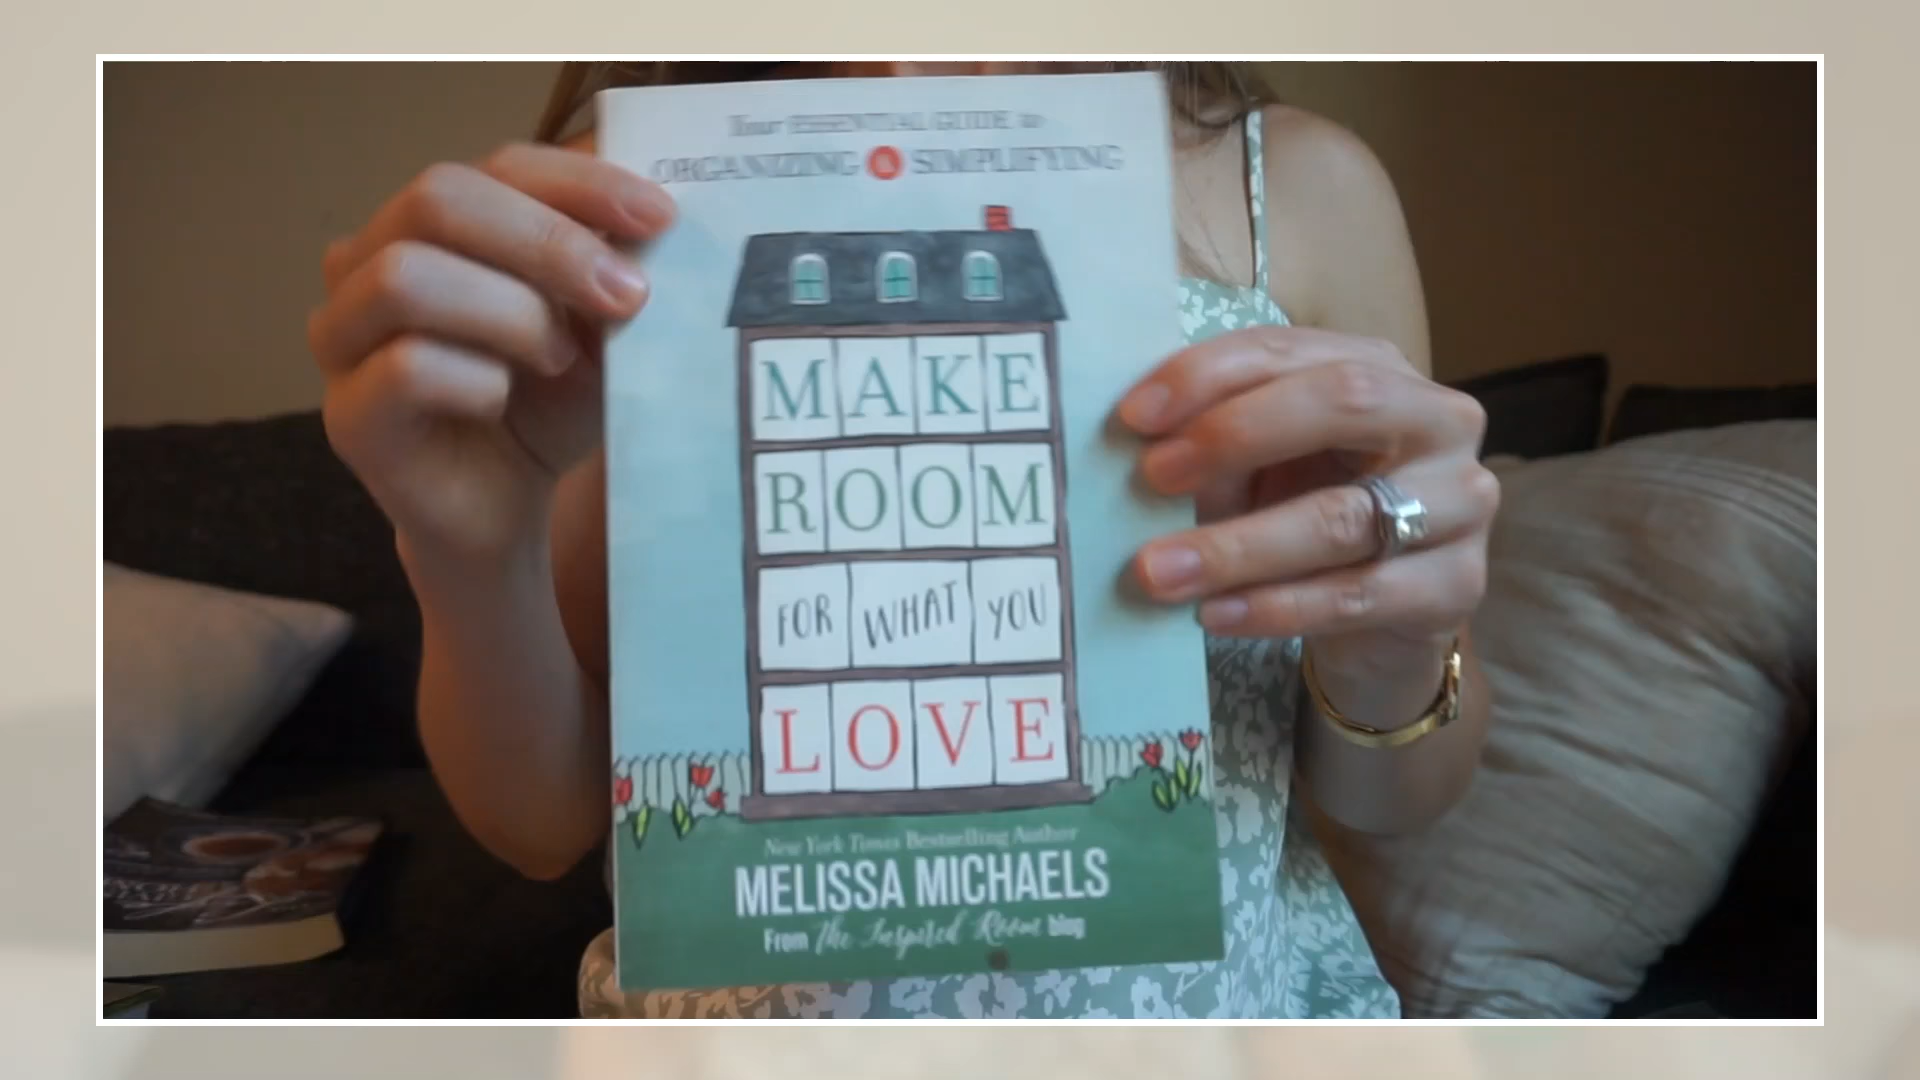 Your ESSENTIAL GUIDE to
ORGANIZING & SIMPLIFYING
MAKE
ROOM
FOR WHAT YOU
LOVE
New York Times Bestselling Author
MELISSA MICHAELS
From the Inspired Room blog